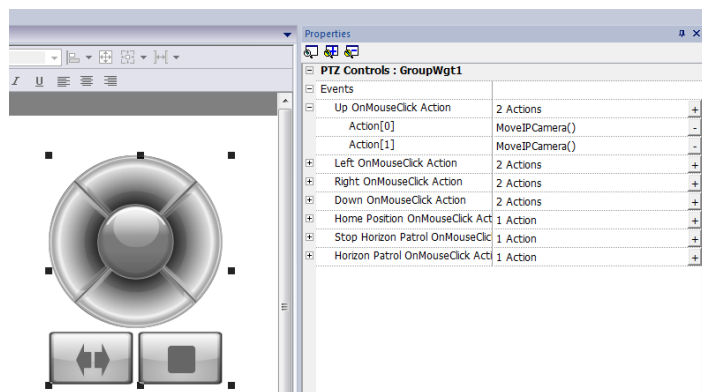 Properties
I U
PTZ Controls : GroupWgt1
Events
Up OnMouseClick Action 2 Actions +
Action[0] MoveIPCamera() -
Action[1] MoveIPCamera() -
Left OnMouseClick Action 2 Actions +
Right OnMouseClick Action 2 Actions +
Down OnMouseClick Action 2 Actions +
Home Position OnMouseClick Act 1 Action +
Stop Horizon Patrol OnMouseClic 1 Action +
Horizon Patrol OnMouseClick Acti 1 Action +